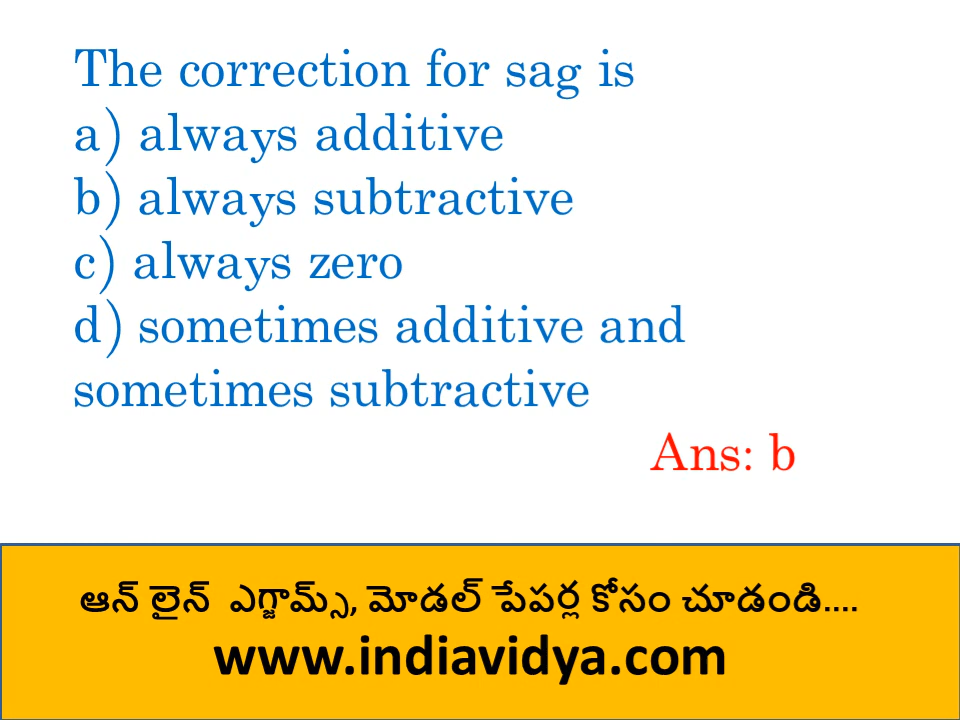 The correction for sag is
a) always additive
b) always subtractive
c) always zero
d) sometimes additive and
sometimes subtractive
Ans: b
ఆన్ లైన్ ఎగ్జామ్స్, మోడల్ పేపర్ల కోసం చూడండి....
www.indiavidya.com